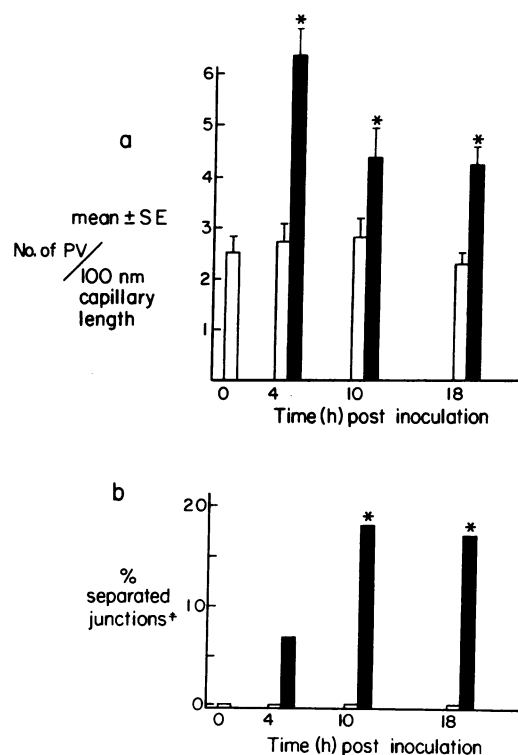 a
6
5
4
3
2
1
mean ± SE
No. of PV
/
100 nm
capillary
length
*
*
*
0 4 10 18
Time (h) post inoculation
b
20
10
0
%
separated
junctions+
*
*
0 4 10 18
Time (h) post inoculation